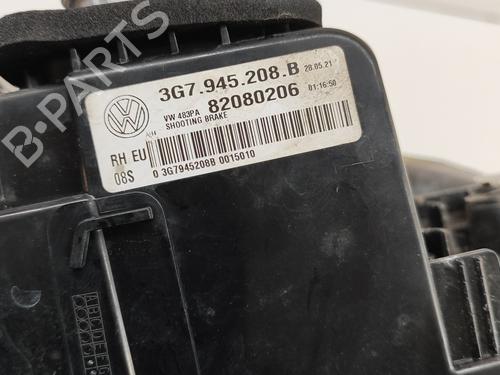 3G7.945.208.B 28.05.21
82080206 01:16:50
VW 483PA
SHOOTING BRAKE
RH EU
08S 0 3G7945208B 0015010
B-PARTS